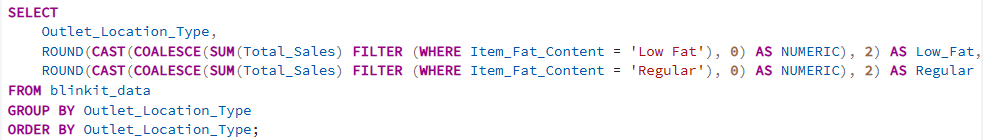 SELECT
    Outlet_Location_Type,
    ROUND(CAST(COALESCE(SUM(Total_Sales) FILTER (WHERE Item_Fat_Content = 'Low Fat'), 0) AS NUMERIC), 2) AS Low_Fat,
    ROUND(CAST(COALESCE(SUM(Total_Sales) FILTER (WHERE Item_Fat_Content = 'Regular'), 0) AS NUMERIC), 2) AS Regular
FROM blinkit_data
GROUP BY Outlet_Location_Type
ORDER BY Outlet_Location_Type;